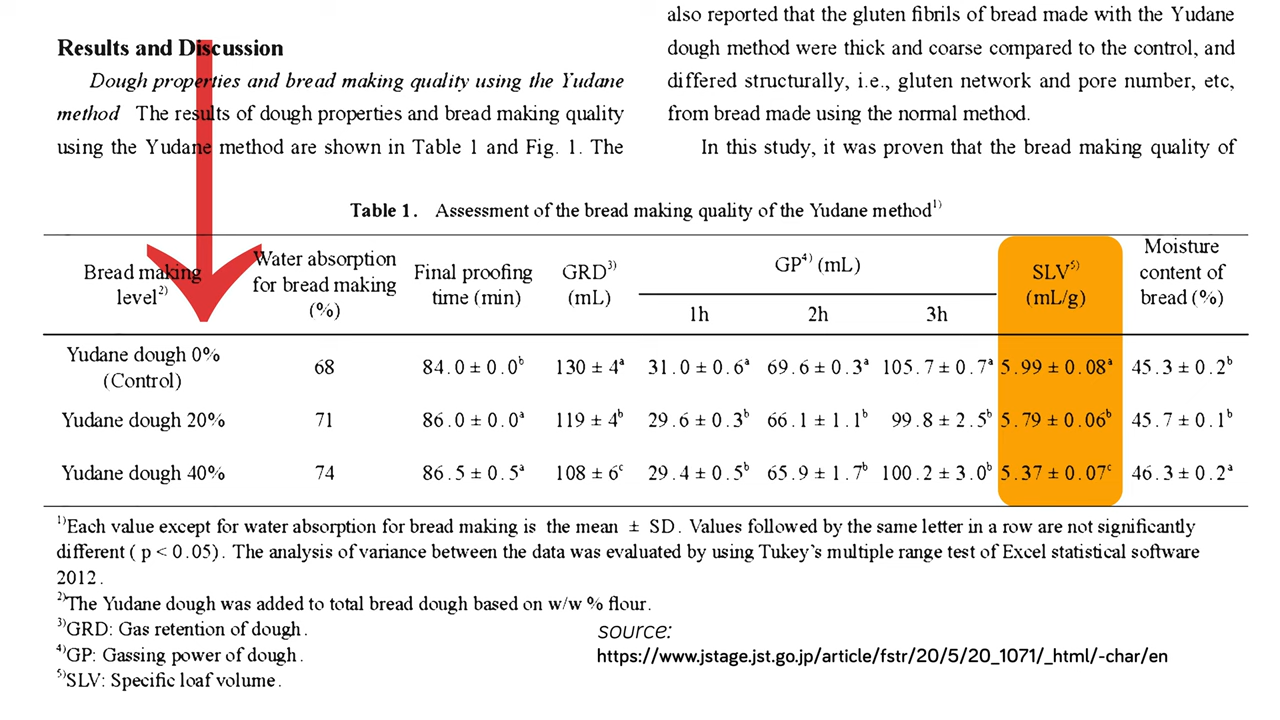 Results and Discussion
Dough properties and bread making quality using the Yudane
method The results of dough properties and bread making quality
using the Yudane method are shown in Table 1 and Fig. 1. The
also reported that the gluten fibrils of bread made with the Yudane
dough method were thick and coarse compared to the control, and
differed structurally, i.e., gluten network and pore number, etc,
from bread made using the normal method.
In this study, it was proven that the bread making quality of
Table 1. Assessment of the bread making quality of the Yudane method1)
Bread making level2) Water absorption for bread making (%) Final proofing time (min) GRD3) (mL) GP4) (mL) SLV5) (mL/g) Moisture content of bread (%)
1h 2h 3h
Yudane dough 0% (Control) 68 84.0 ± 0.0b 130 ± 4a 31.0 ± 0.6a 69.6 ± 0.3a 105.7 ± 0.7a 5.99 ± 0.08a 45.3 ± 0.2b
Yudane dough 20% 71 86.0 ± 0.0a 119 ± 4b 29.6 ± 0.3b 66.1 ± 1.1b 99.8 ± 2.5b 5.79 ± 0.06b 45.7 ± 0.1b
Yudane dough 40% 74 86.5 ± 0.5a 108 ± 6c 29.4 ± 0.5b 65.9 ± 1.7b 100.2 ± 3.0b 5.37 ± 0.07c 46.3 ± 0.2a
1)Each value except for water absorption for bread making is the mean ± SD. Values followed by the same letter in a row are not significantly
different ( p < 0.05). The analysis of variance between the data was evaluated by using Tukey's multiple range test of Excel statistical software
2012.
2)The Yudane dough was added to total bread dough based on w/w % flour.
3)GRD: Gas retention of dough.
4)GP: Gassing power of dough.
5)SLV: Specific loaf volume.
source:
https://www.jstage.jst.go.jp/article/fstr/20/5/20_1071/_html/-char/en